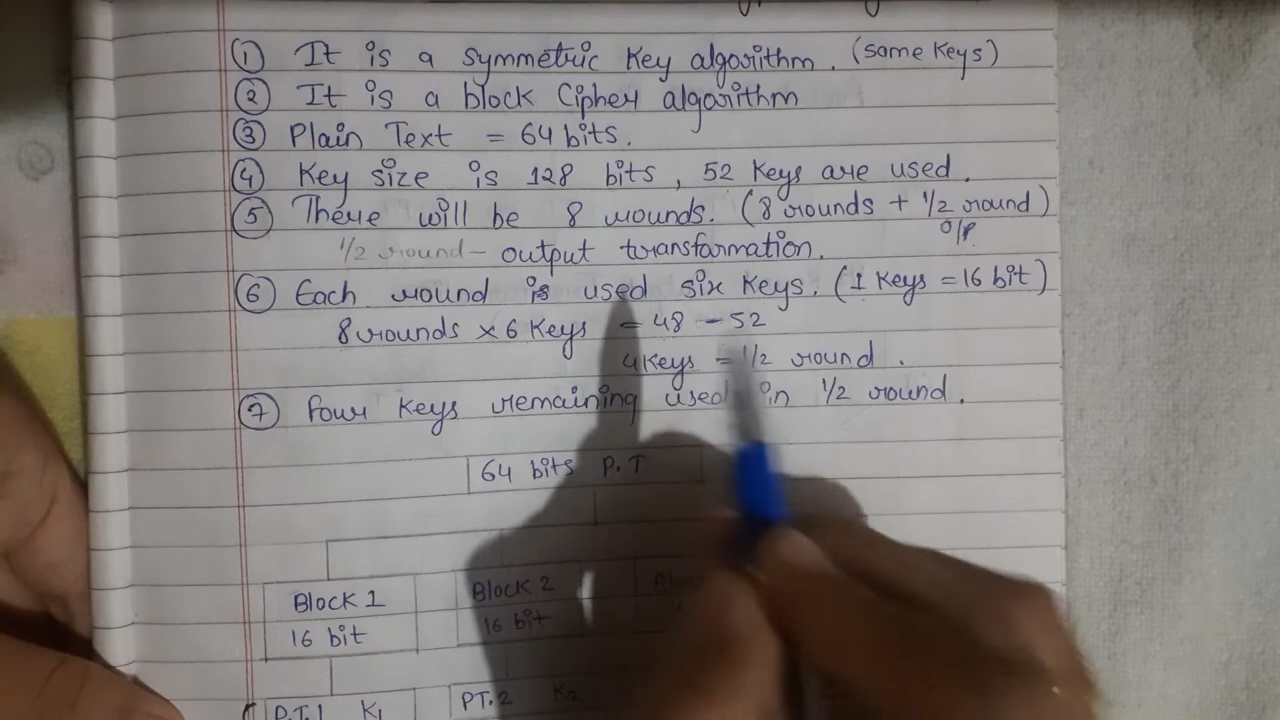 ① It is a symmetric Key algorithm. (same keys)
② It is a block Cipher algorithm
③ Plain Text = 64 bits.
④ Key size is 128 bits, 52 keys are used.
⑤ There will be 8 rounds. (8 rounds + 1/2 round)
O/P
1/2 round - output transformation.
⑥ Each round is used six keys. (1 Keys = 16 bit)
8 rounds × 6 Keys = 48 - 52
4 Keys = 1/2 round.
⑦ Four keys remaining used in 1/2 round.
64 bits P.T
Block 1 Block 2
16 bit 16 bit
P.T.1 K1 PT.2 K2